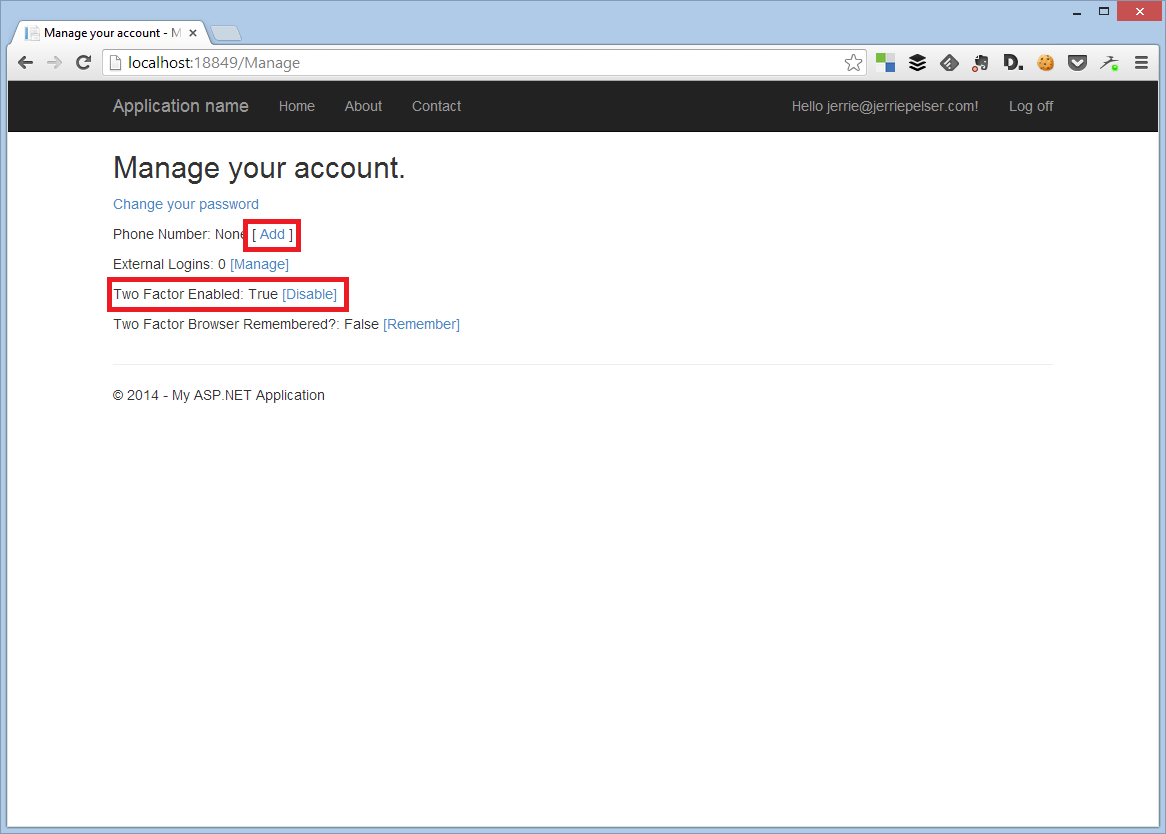 Manage your account - M
localhost:18849/Manage
D.
Application name Home About Contact Hello jerrie@jerriepelser.com! Log off
Manage your account.
Change your password
Phone Number: None [ Add ]
External Logins: 0 [Manage]
Two Factor Enabled: True [Disable]
Two Factor Browser Remembered?: False [Remember]
© 2014 - My ASP.NET Application